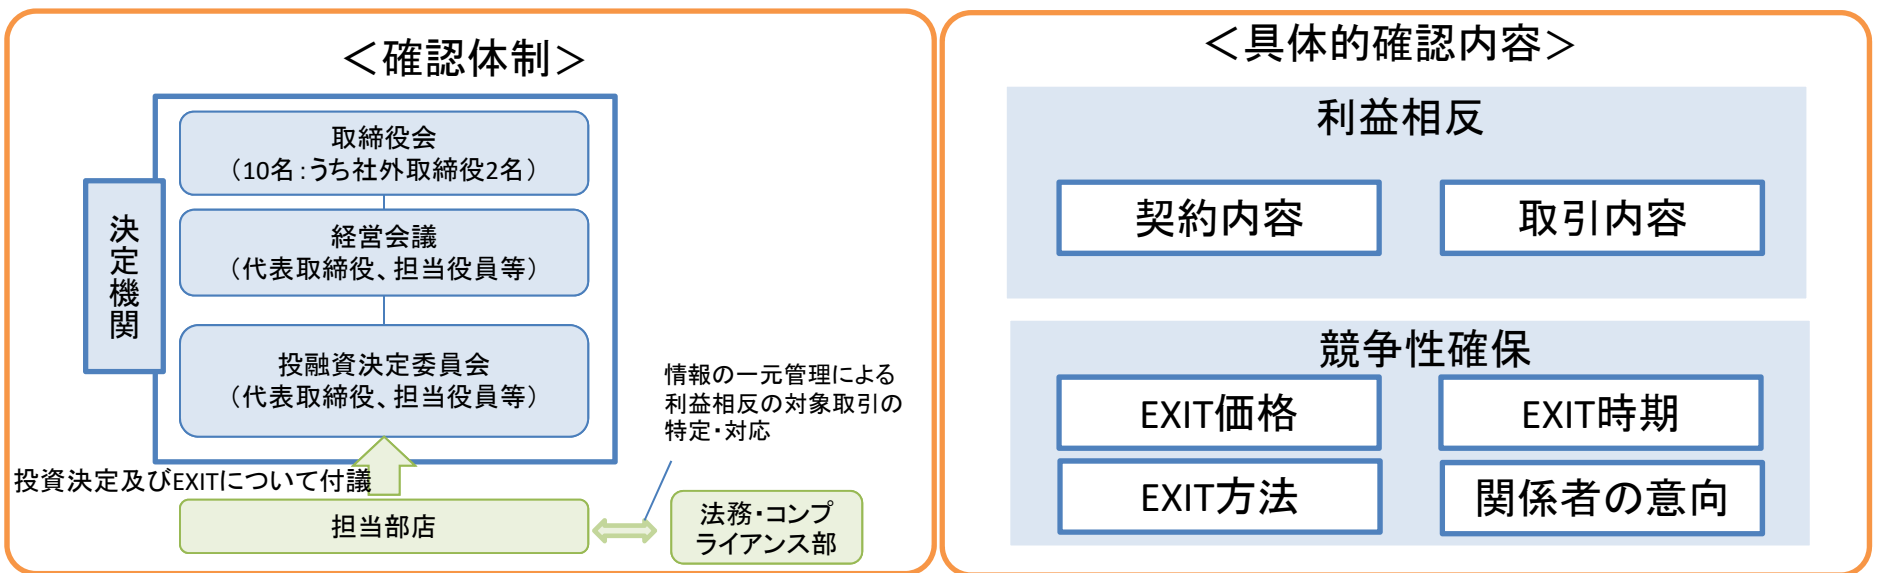 ＜確認体制＞
取締役会
（10名：うち社外取締役2名）
決定機関
経営会議
（代表取締役、担当役員等）
投融資決定委員会
（代表取締役、担当役員等）
情報の一元管理による
利益相反の対象取引の
特定・対応
投資決定及びEXITについて付議
担当部店
法務・コンプ
ライアンス部
＜具体的確認内容＞
利益相反
契約内容
取引内容
競争性確保
EXIT価格
EXIT時期
EXIT方法
関係者の意向